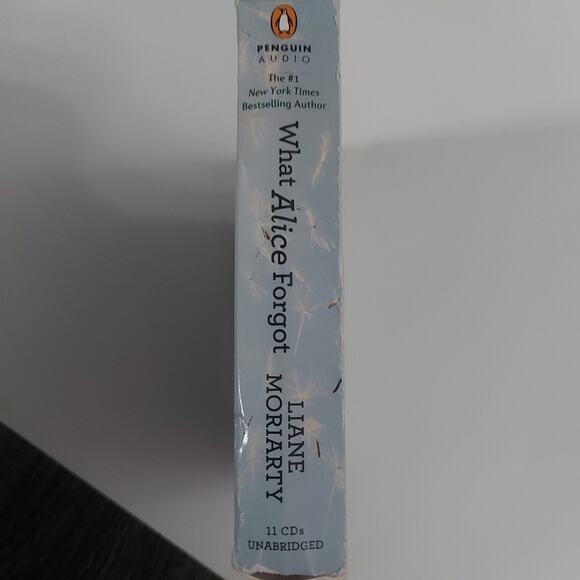 PENGUIN
AUDIO
The #1
New York Times
Bestselling Author
What Alice Forgot
LIANE
MORIARTY
11 CDs
UNABRIDGED